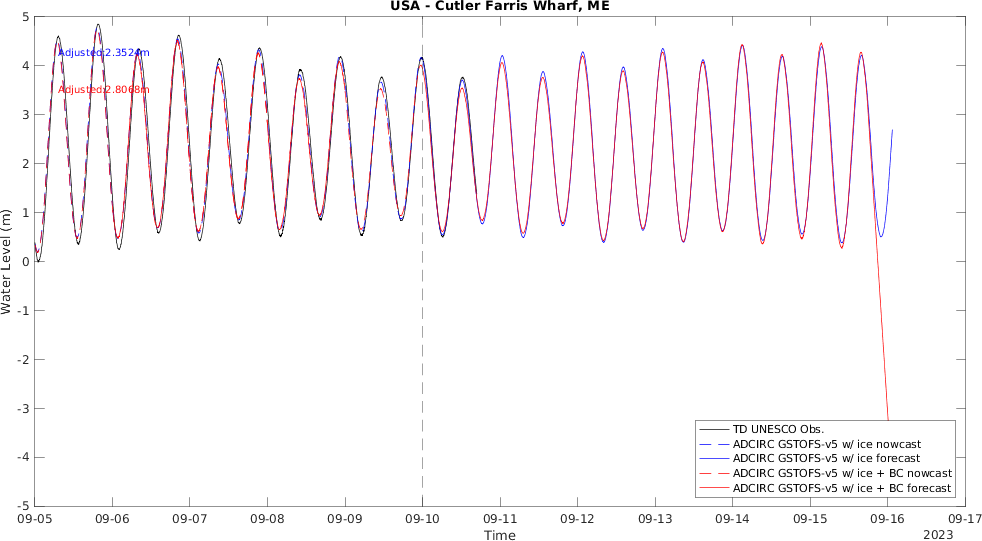 USA - Cutler Farris Wharf, ME
Adjusted:2.3524m
Adjusted:2.8068m
Water Level (m)
5
4
3
2
1
0
-1
-2
-3
-4
-5
TD UNESCO Obs.
ADCIRC GSTOFS-v5 w/ ice nowcast
ADCIRC GSTOFS-v5 w/ ice forecast
ADCIRC GSTOFS-v5 w/ ice + BC nowcast
ADCIRC GSTOFS-v5 w/ ice + BC forecast
09-05 09-06 09-07 09-08 09-09 09-10 09-11 09-12 09-13 09-14 09-15 09-16 09-17
Time
2023